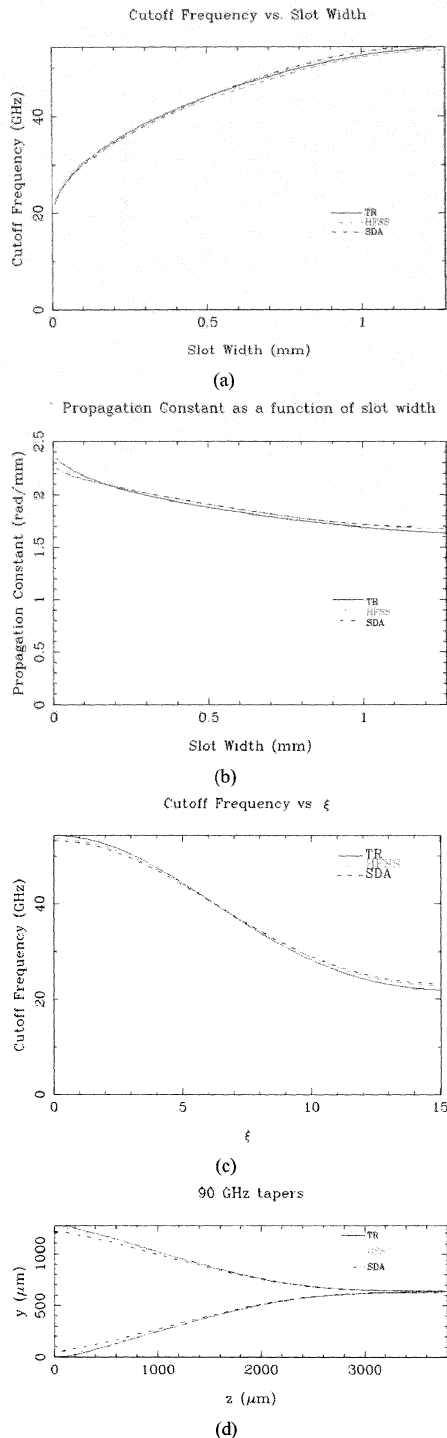 Cutoff Frequency vs. Slot Width
Cutoff Frequency (GHz)
0
20
40
TR
HFSS
SDA
0
0.5
1
Slot Width (mm)
(a)
Propagation Constant as a function of slot width
Propagation Constant (rad/mm)
0
0.5
1
1.5
2
2.5
TR
HFSS
SDA
0
0.5
1
Slot Width (mm)
(b)
Cutoff Frequency vs ξ
Cutoff Frequency (GHz)
0
20
40
TR
HFSS
SDA
0
5
10
15
ξ
(c)
90 GHz tapers
y (μm)
0
500
1000
TR
SDA
0
1000
2000
3000
z (μm)
(d)